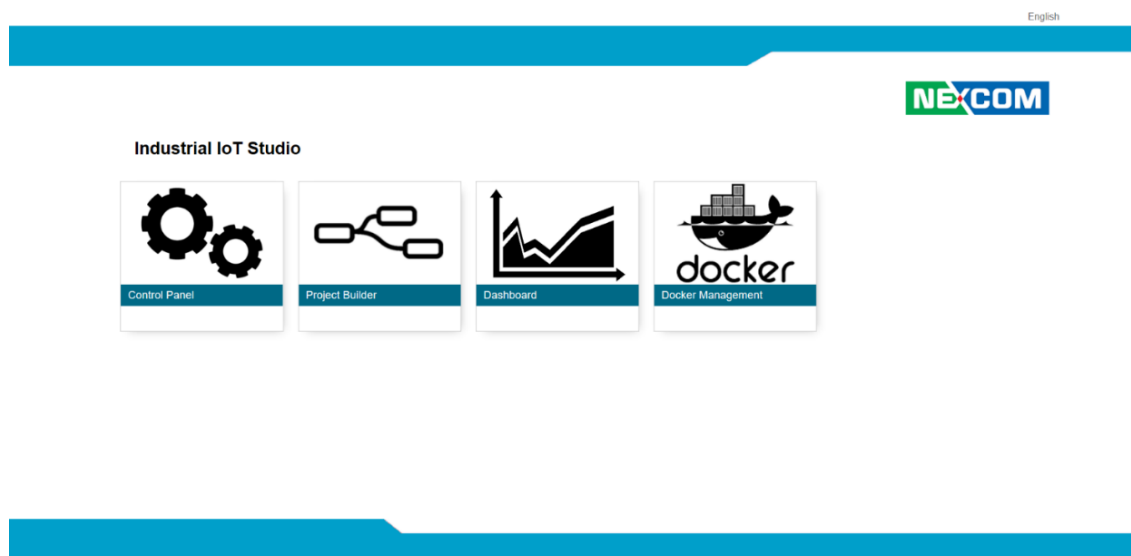 English
NEXCOM
Industrial IoT Studio
docker
Control Panel
Project Builder
Dashboard
Docker Management